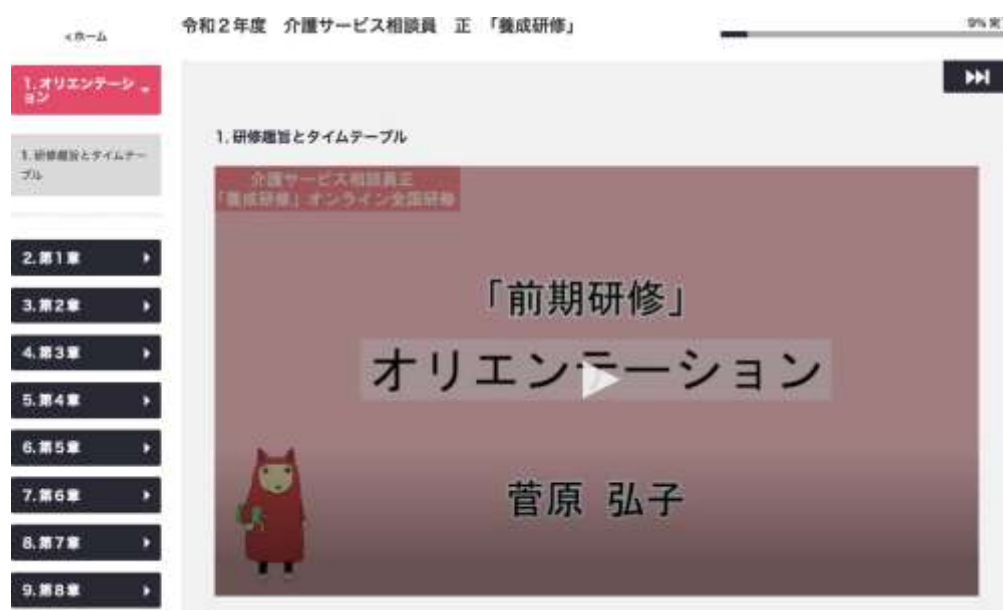 <ホーム
令和2年度 介護サービス相談員 正 「養成研修」
9% 完
1.オリエンテーシ
ョン
1.研修趣旨とタイムテー
ブル
2.第1章
3.第2章
4.第3章
5.第4章
6.第5章
7.第6章
8.第7章
9.第8章
1.研修趣旨とタイムテーブル
介護サービス相談員正
「養成研修」オンライン全国研修
「前期研修」
オリエンテーション
菅原 弘子